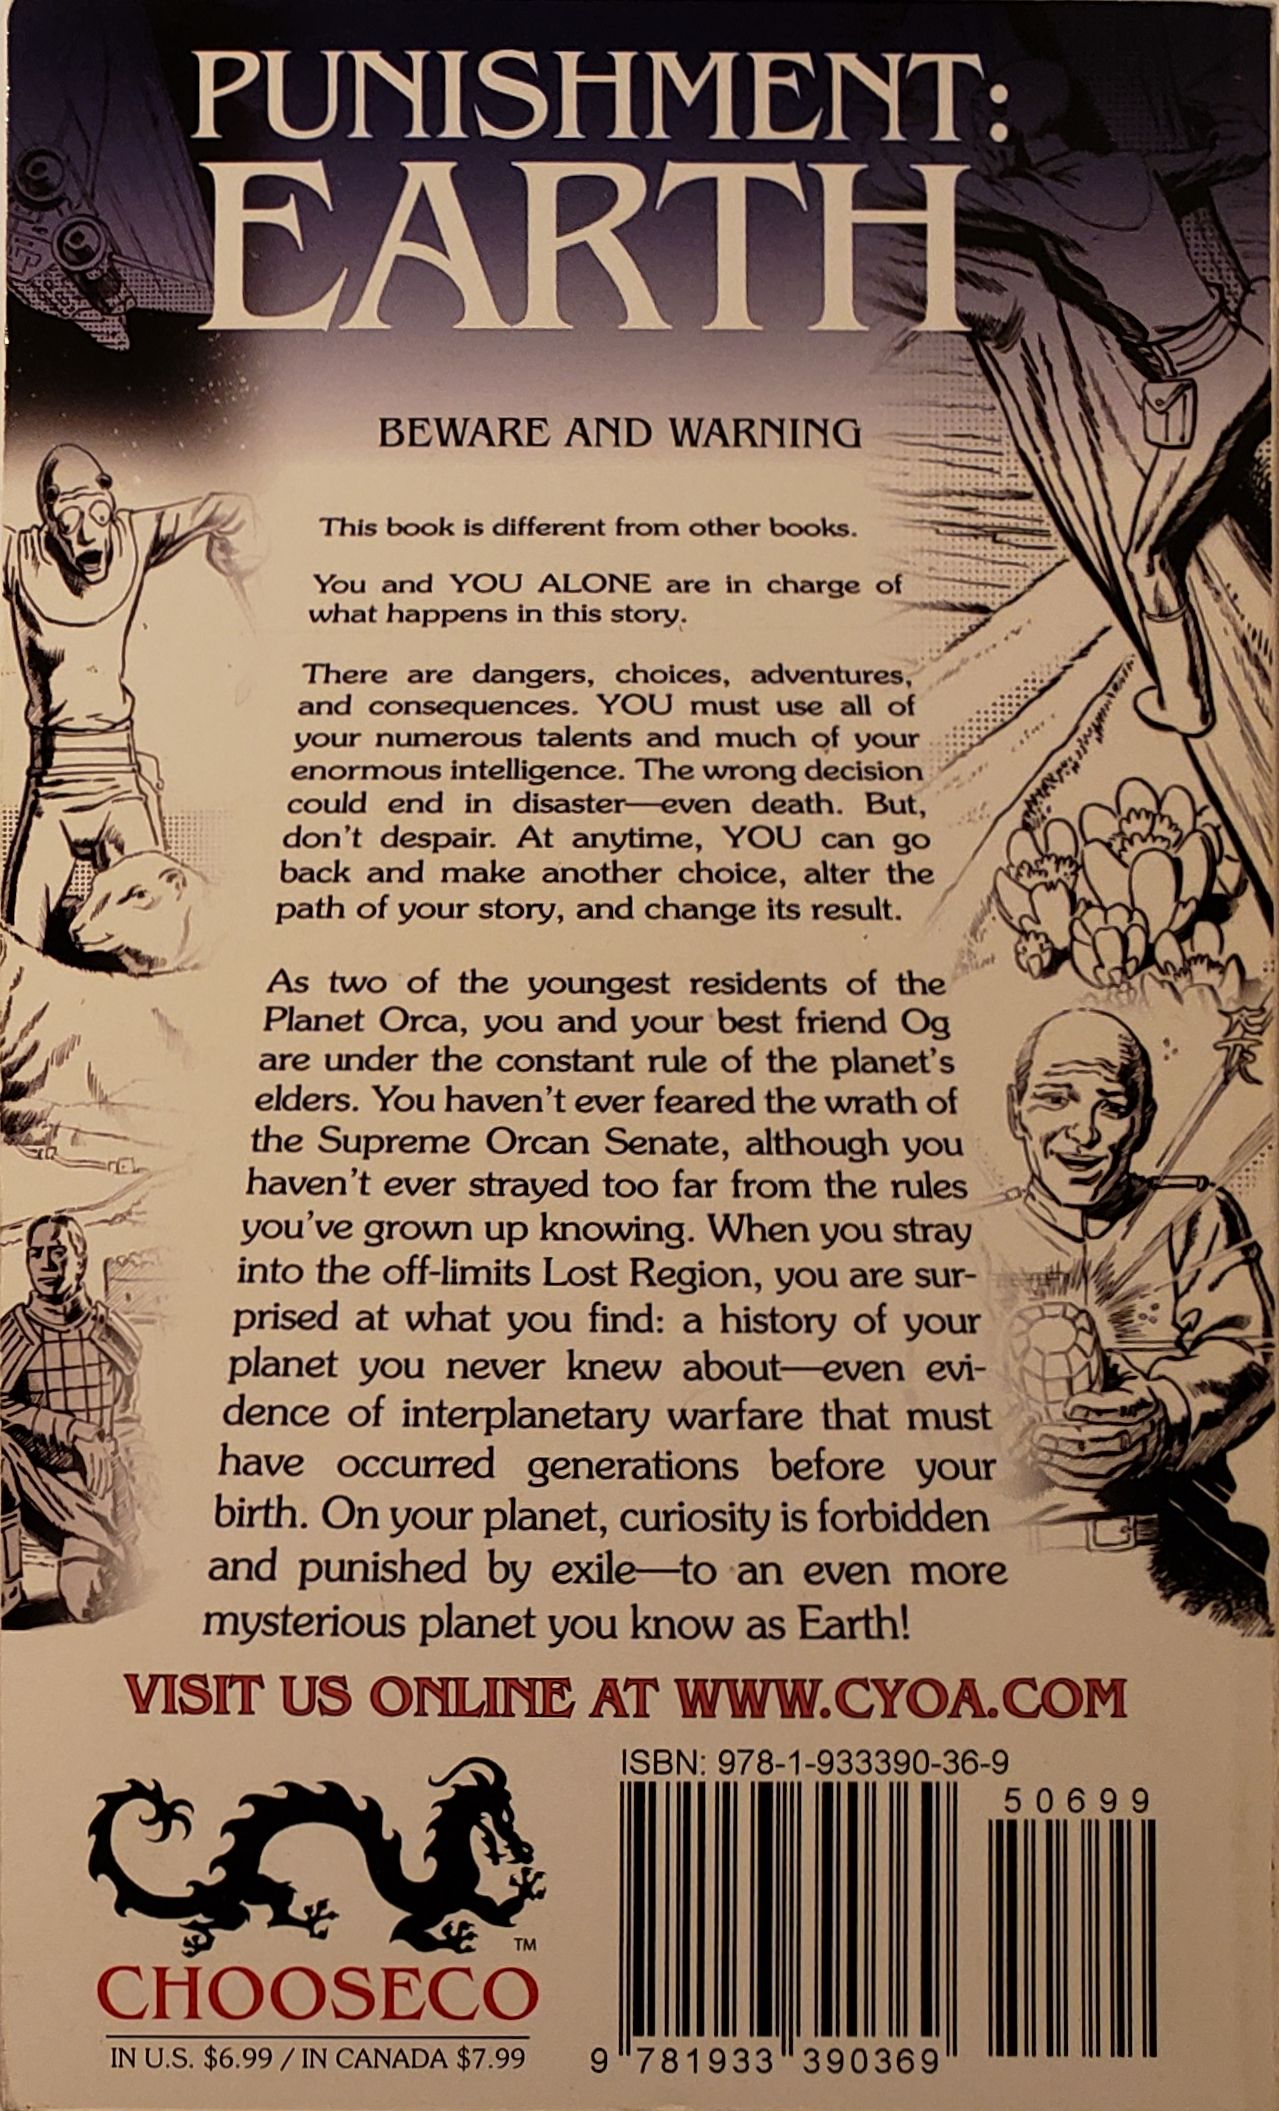 PUNISHMENT:
EARTH
BEWARE AND WARNING
This book is different from other books.
You and YOU ALONE are in charge of
what happens in this story.
There are dangers, choices, adventures,
and consequences. YOU must use all of
your numerous talents and much of your
enormous intelligence. The wrong decision
could end in disaster—even death. But,
don't despair. At anytime, YOU can go
back and make another choice, alter the
path of your story, and change its result.
As two of the youngest residents of the
Planet Orca, you and your best friend Og
are under the constant rule of the planet's
elders. You haven't ever feared the wrath of
the Supreme Orcan Senate, although you
haven't ever strayed too far from the rules
you've grown up knowing. When you stray
into the off-limits Lost Region, you are sur-
prised at what you find: a history of your
planet you never knew about—even evi-
dence of interplanetary warfare that must
have occurred generations before your
birth. On your planet, curiosity is forbidden
and punished by exile—to an even more
mysterious planet you know as Earth!
VISIT US ONLINE AT WWW.CYOA.COM
ISBN: 978-1-933390-36-9
50699
TM
CHOOSECO
IN U.S. $6.99 / IN CANADA $7.99
9 781933 390369